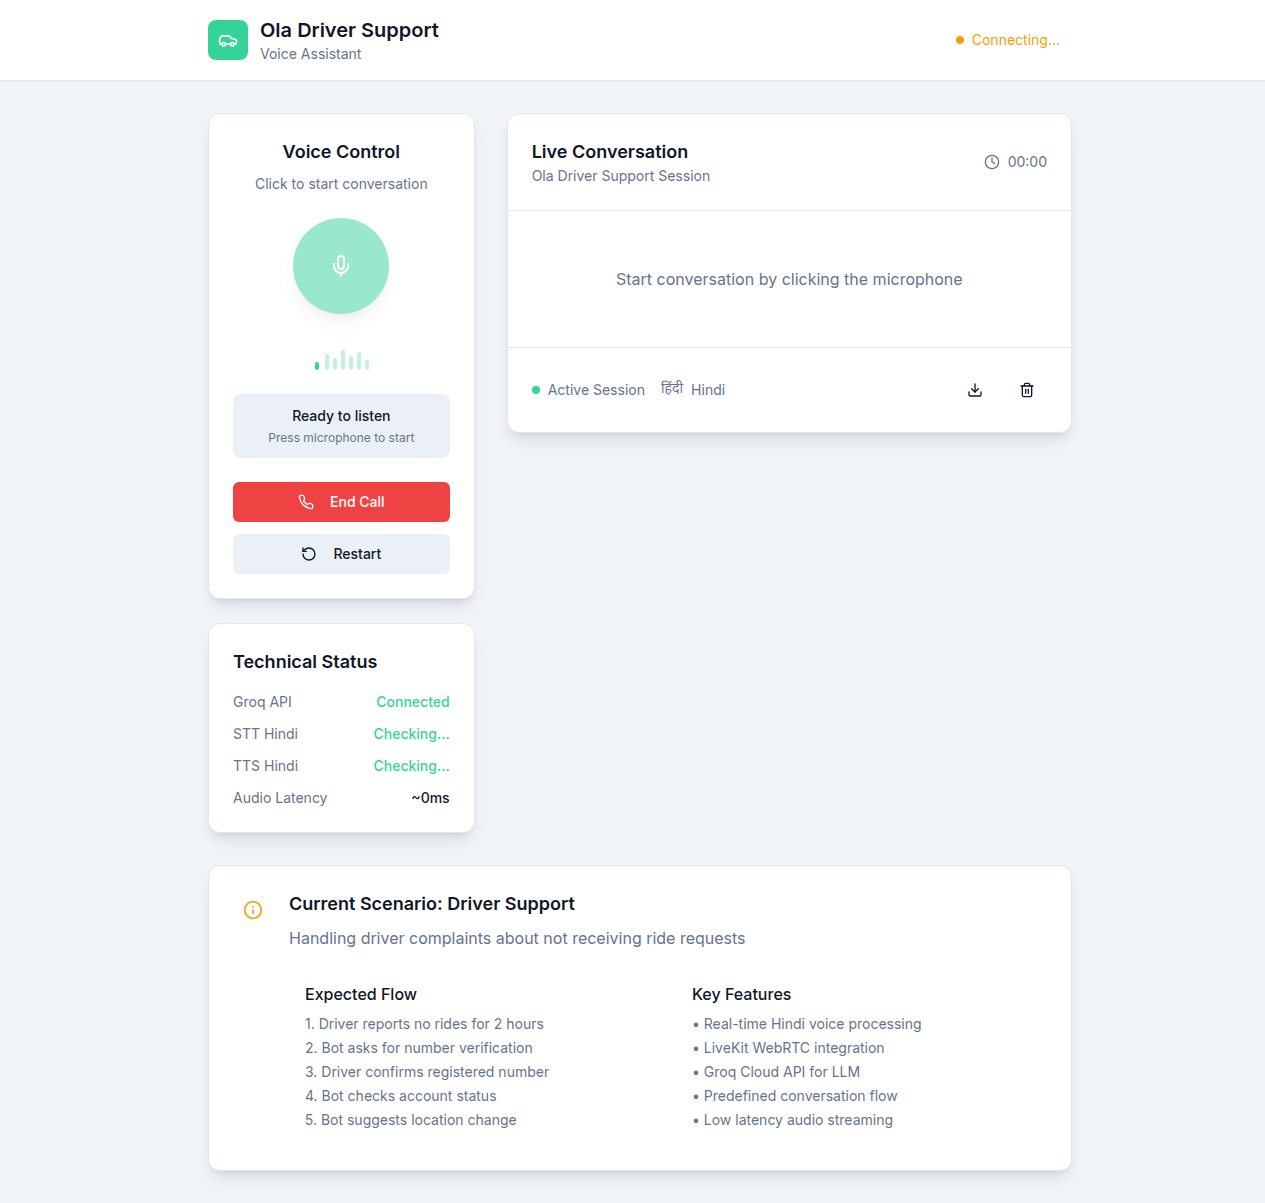 Ola Driver Support
Voice Assistant
Connecting...
Voice Control
Click to start conversation
Ready to listen
Press microphone to start
End Call
Restart
Live Conversation
Ola Driver Support Session
00:00
Start conversation by clicking the microphone
Active Session
हिंदी
Hindi
Technical Status
Groq API Connected
STT Hindi Checking...
TTS Hindi Checking...
Audio Latency ~0ms
Current Scenario: Driver Support
Handling driver complaints about not receiving ride requests
Expected Flow
1. Driver reports no rides for 2 hours
2. Bot asks for number verification
3. Driver confirms registered number
4. Bot checks account status
5. Bot suggests location change
Key Features
• Real-time Hindi voice processing
• LiveKit WebRTC integration
• Groq Cloud API for LLM
• Predefined conversation flow
• Low latency audio streaming